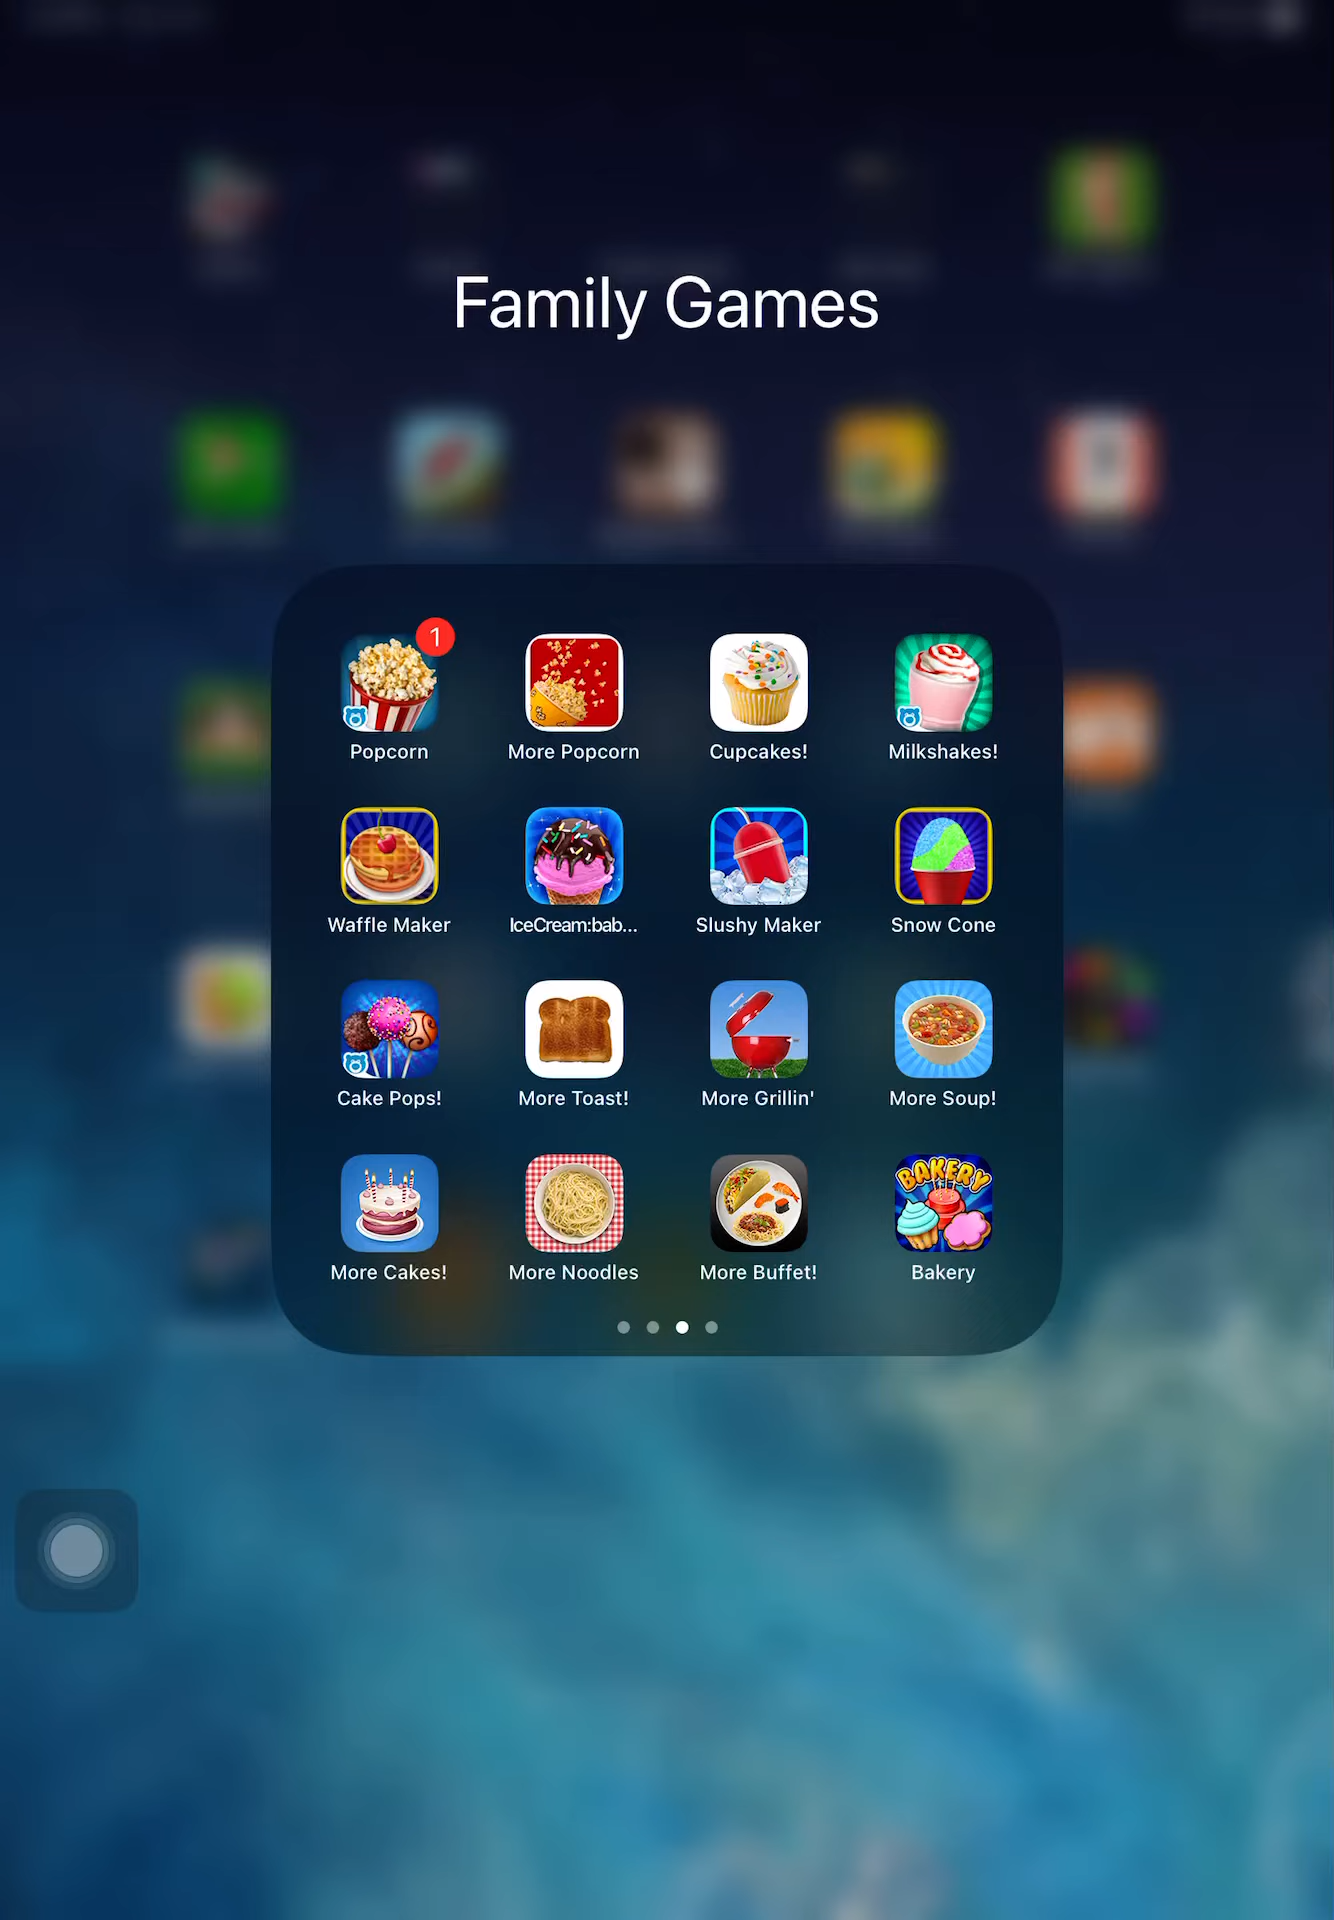 Family Games
1
Popcorn
More Popcorn
Cupcakes!
Milkshakes!
Waffle Maker
IceCream:bab...
Slushy Maker
Snow Cone
Cake Pops!
More Toast!
More Grillin'
More Soup!
BAKERY
More Cakes!
More Noodles
More Buffet!
Bakery